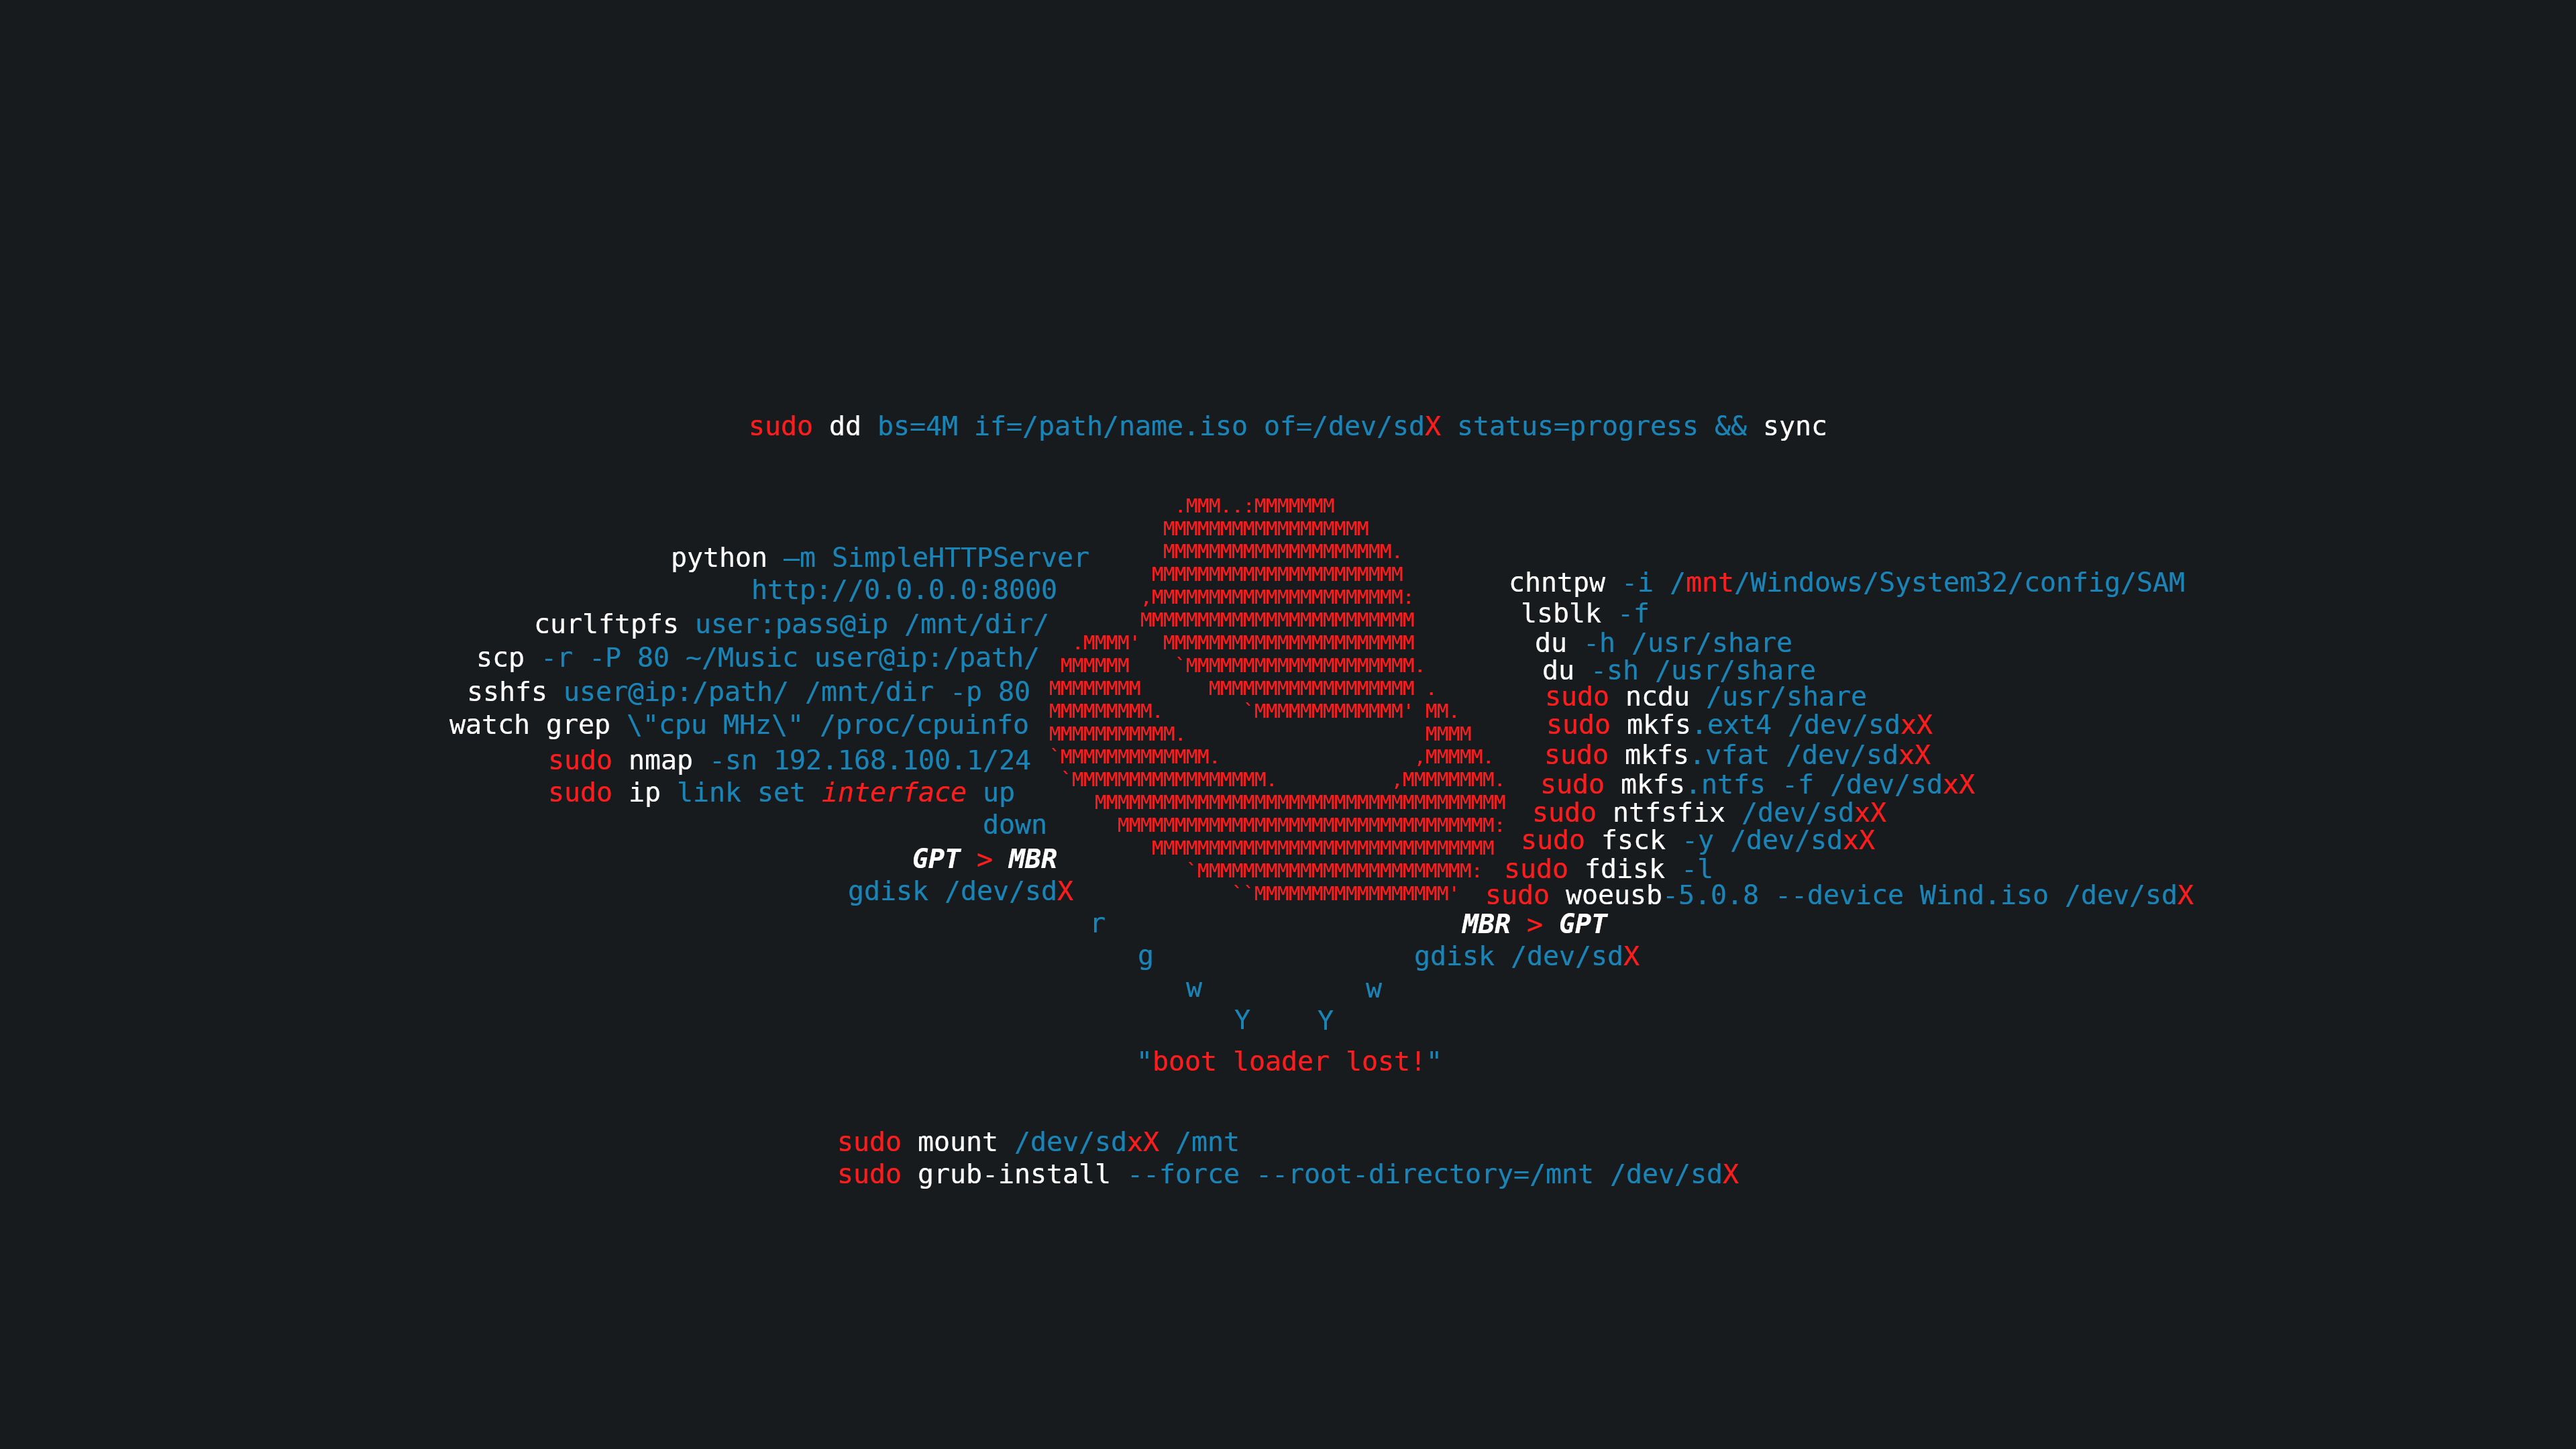 sudo dd bs=4M if=/path/name.iso of=/dev/sdX status=progress && sync
.MMM..:MMMMMMM
MMMMMMMMMMMMMMMMMM
MMMMMMMMMMMMMMMMMMMM.
MMMMMMMMMMMMMMMMMMMMMM
,MMMMMMMMMMMMMMMMMMMMMM:
MMMMMMMMMMMMMMMMMMMMMMMM
.MMMM'  MMMMMMMMMMMMMMMMMMMMMM
MMMMMM    `MMMMMMMMMMMMMMMMMMMM.
MMMMMMMM      MMMMMMMMMMMMMMMMMM .
MMMMMMMMM.       `MMMMMMMMMMMMM' MM.
MMMMMMMMMMM.                     MMMM
`MMMMMMMMMMMMM.                 ,MMMMM.
`MMMMMMMMMMMMMMMMM.          ,MMMMMMMM.
MMMMMMMMMMMMMMMMMMMMMMMMMMMMMMMMMMMM
MMMMMMMMMMMMMMMMMMMMMMMMMMMMMMMMM:
MMMMMMMMMMMMMMMMMMMMMMMMMMMMMM
`MMMMMMMMMMMMMMMMMMMMMMMM:
``MMMMMMMMMMMMMMMMM'
python –m SimpleHTTPServer
http://0.0.0.0:8000
curlftpfs user:pass@ip /mnt/dir/
scp -r -P 80 ~/Music user@ip:/path/
sshfs user@ip:/path/ /mnt/dir -p 80
watch grep \"cpu MHz\" /proc/cpuinfo
sudo nmap -sn 192.168.100.1/24
sudo ip link set interface up
down
GPT > MBR
gdisk /dev/sdX
r
g
w
Y
chntpw -i /mnt/Windows/System32/config/SAM
lsblk -f
du -h /usr/share
du -sh /usr/share
sudo ncdu /usr/share
sudo mkfs.ext4 /dev/sdxX
sudo mkfs.vfat /dev/sdxX
sudo mkfs.ntfs -f /dev/sdxX
sudo ntfsfix /dev/sdxX
sudo fsck -y /dev/sdxX
sudo fdisk -l
sudo woeusb-5.0.8 --device Wind.iso /dev/sdX
MBR > GPT
gdisk /dev/sdX
w
Y
"boot loader lost!"
sudo mount /dev/sdxX /mnt
sudo grub-install --force --root-directory=/mnt /dev/sdX